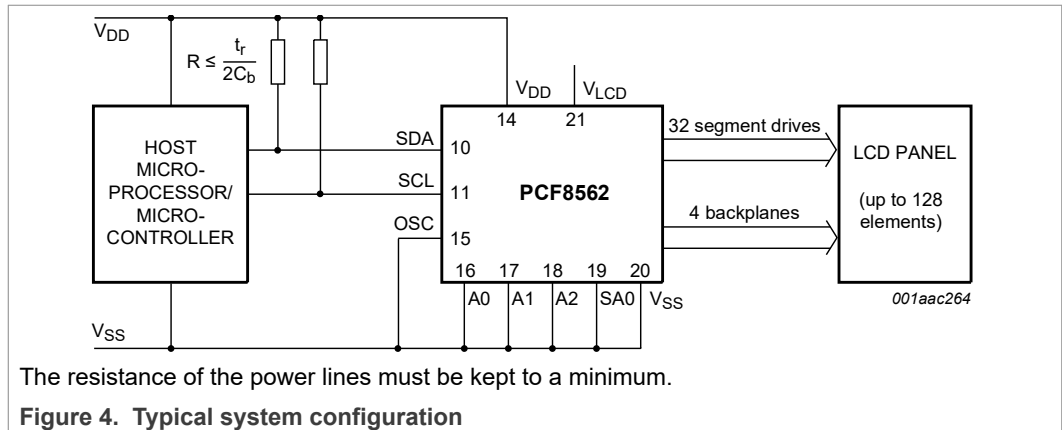 VDD
R ≤ tr
2Cb
HOST
MICRO-
PROCESSOR/
MICRO-
CONTROLLER
SDA
SCL
OSC
VDD
VLCD
14
21
10
11
15
PCF8562
16 17 18 19 20
A0 A1 A2 SA0 VSS
32 segment drives
4 backplanes
LCD PANEL
(up to 128
elements)
001aac264
VSS
The resistance of the power lines must be kept to a minimum.
Figure 4. Typical system configuration